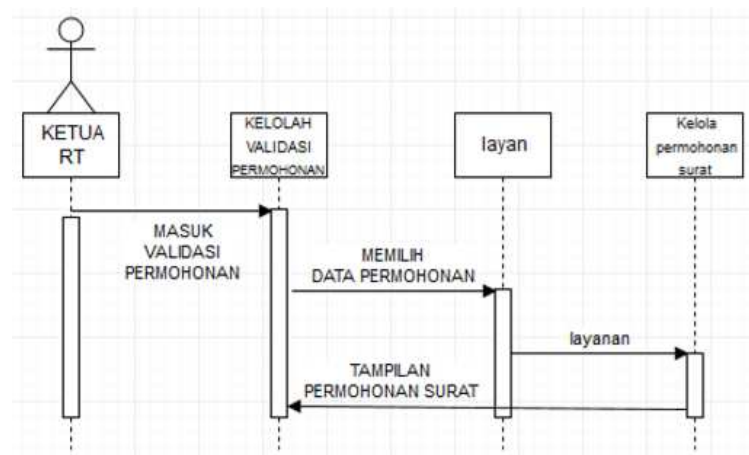 KETUA
RT
KELOLAH
VALIDASI
PERMOHONAN
layan
Kelola
permohonan
surat
MASUK
VALIDASI
PERMOHONAN
MEMILIH
DATA PERMOHONAN
layanan
TAMPILAN
PERMOHONAN SURAT